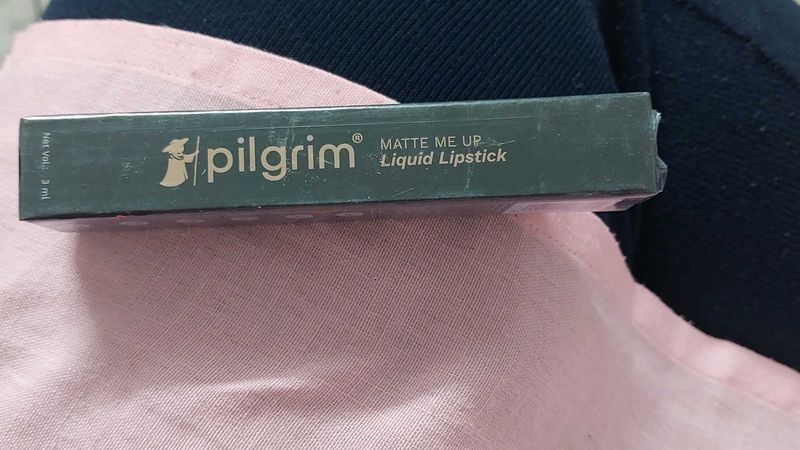 Net Vol.: 3 ml
pilgrim®
MATTE ME UP
Liquid Lipstick